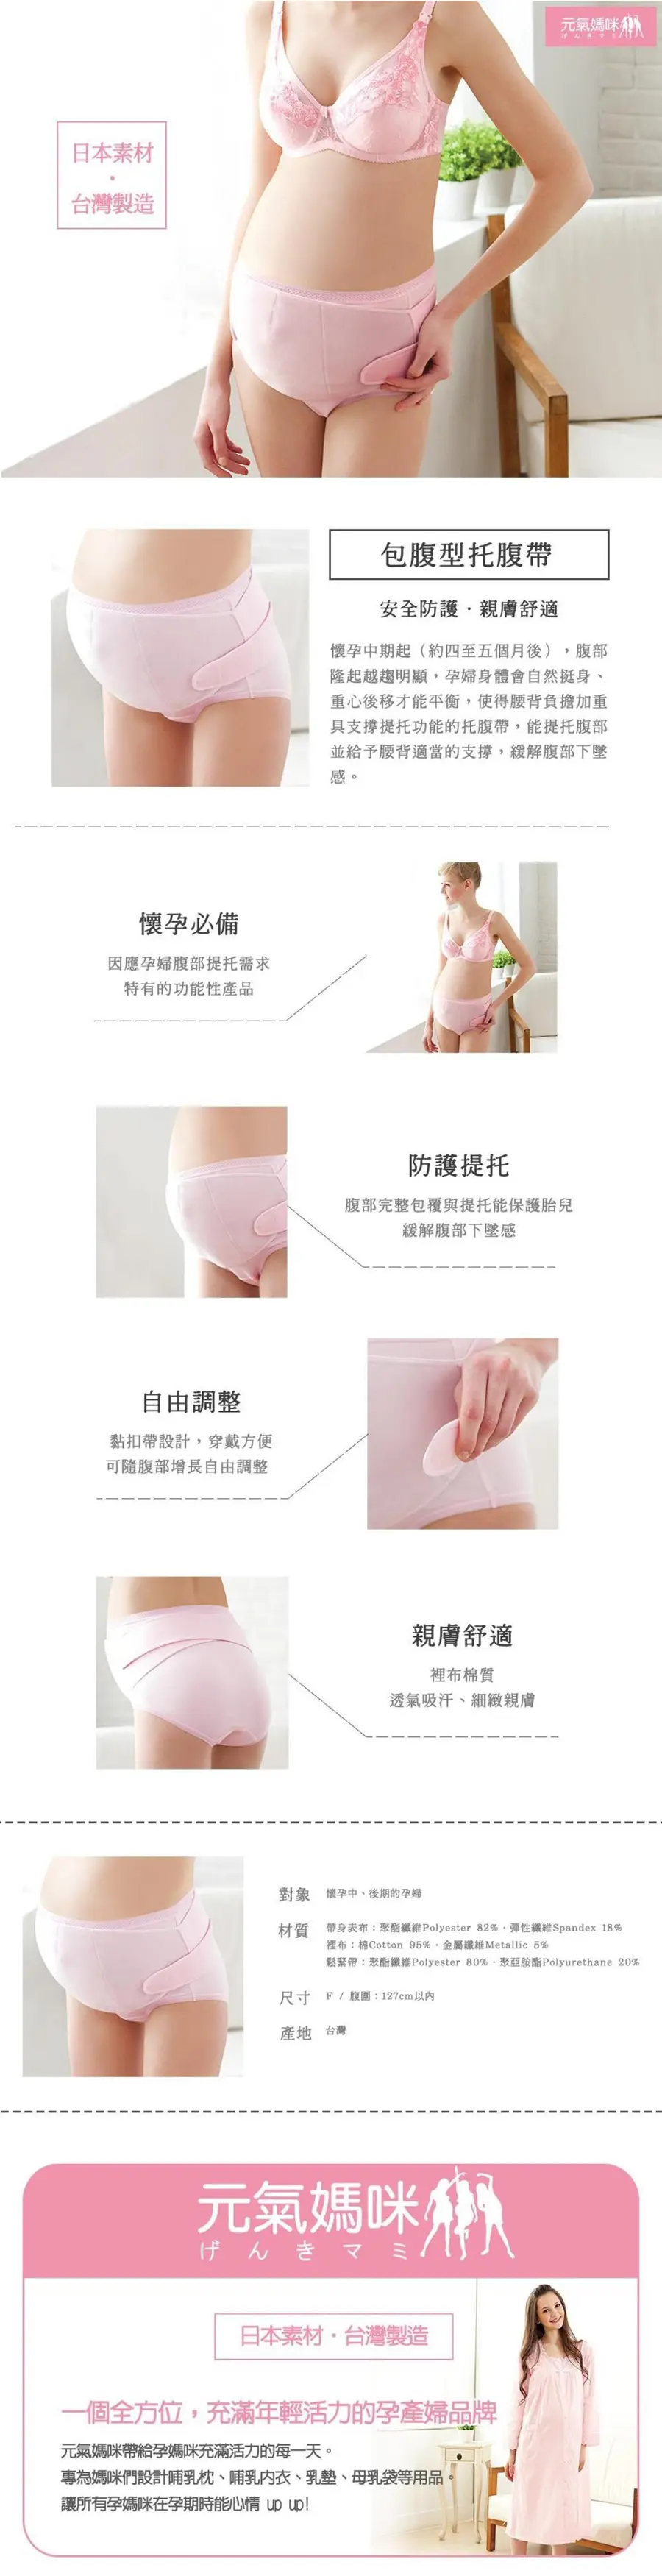 元氣媽咪
げんきマミ
日本素材
・
台灣製造
包腹型托腹帶
安全防護・親膚舒適
懷孕中期起（約四至五個月後），腹部
隆起越趨明顯，孕婦身體會自然挺身、
重心後移才能平衡，使得腰背負擔加重
具支撐提托功能的托腹帶，能提托腹部
並給予腰背適當的支撐，緩解腹部下墜
感。
懷孕必備
因應孕婦腹部提托需求
特有的功能性產品
防護提托
腹部完整包覆與提托能保護胎兒
緩解腹部下墜感
自由調整
黏扣帶設計，穿戴方便
可隨腹部增長自由調整
親膚舒適
裡布棉質
透氣吸汗、細緻親膚
對象 懷孕中、後期的孕婦
材質 帶身表布：聚酯纖維Polyester 82%・彈性纖維Spandex 18%
裡布：棉Cotton 95%・金屬纖維Metallic 5%
鬆緊帶：聚酯纖維Polyester 80%・聚亞胺酯Polyurethane 20%
尺寸 F / 腹圍：127cm以內
產地 台灣
元氣媽咪
げんきマミ
日本素材・台灣製造
一個全方位，充滿年輕活力的孕產婦品牌
元氣媽咪帶給孕媽咪充滿活力的每一天。
專為媽咪們設計哺乳枕、哺乳內衣、乳墊、母乳袋等用品。
讓所有孕媽咪在孕期時能心情 up up!